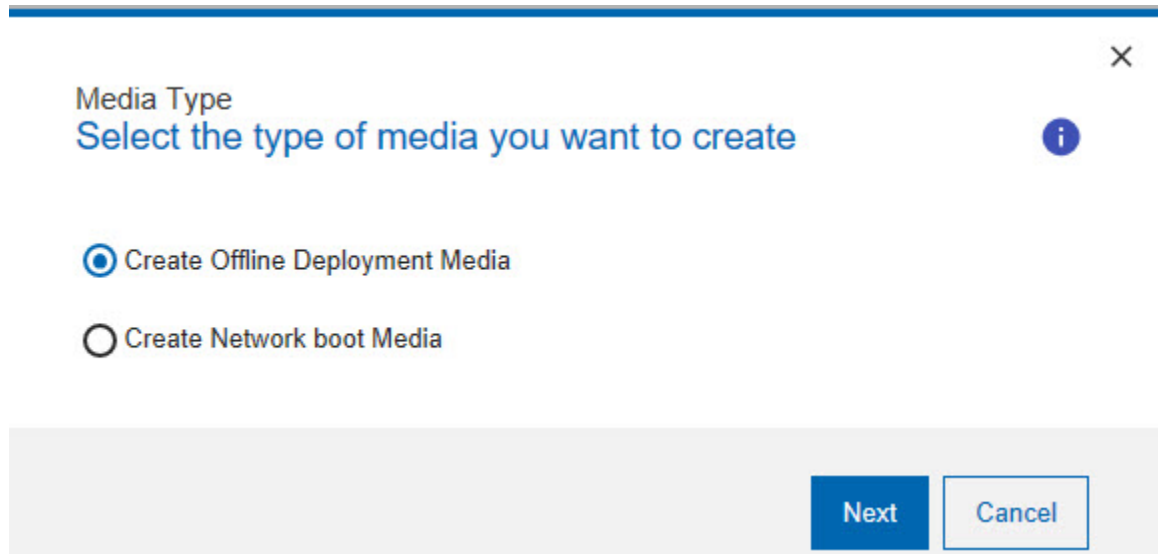 Media Type
Select the type of media you want to create
Create Offline Deployment Media
Create Network boot Media
Next
Cancel